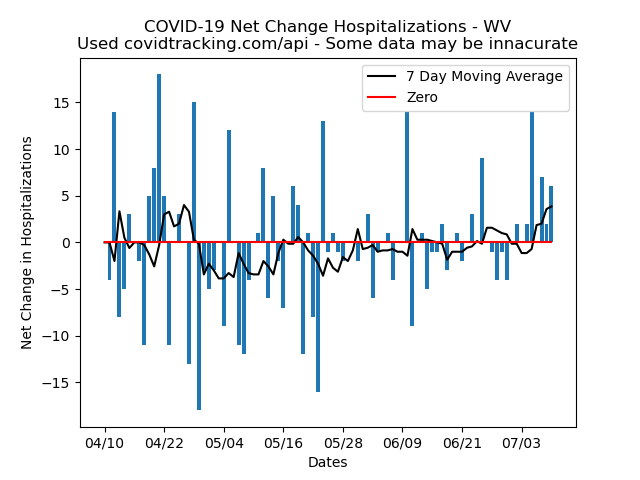 COVID-19 Net Change Hospitalizations - WV
Used covidtracking.com/api - Some data may be innacurate
7 Day Moving Average
Zero
Net Change in Hospitalizations
15
10
5
0
−5
−10
−15
04/10 04/22 05/04 05/16 05/28 06/09 06/21 07/03
Dates